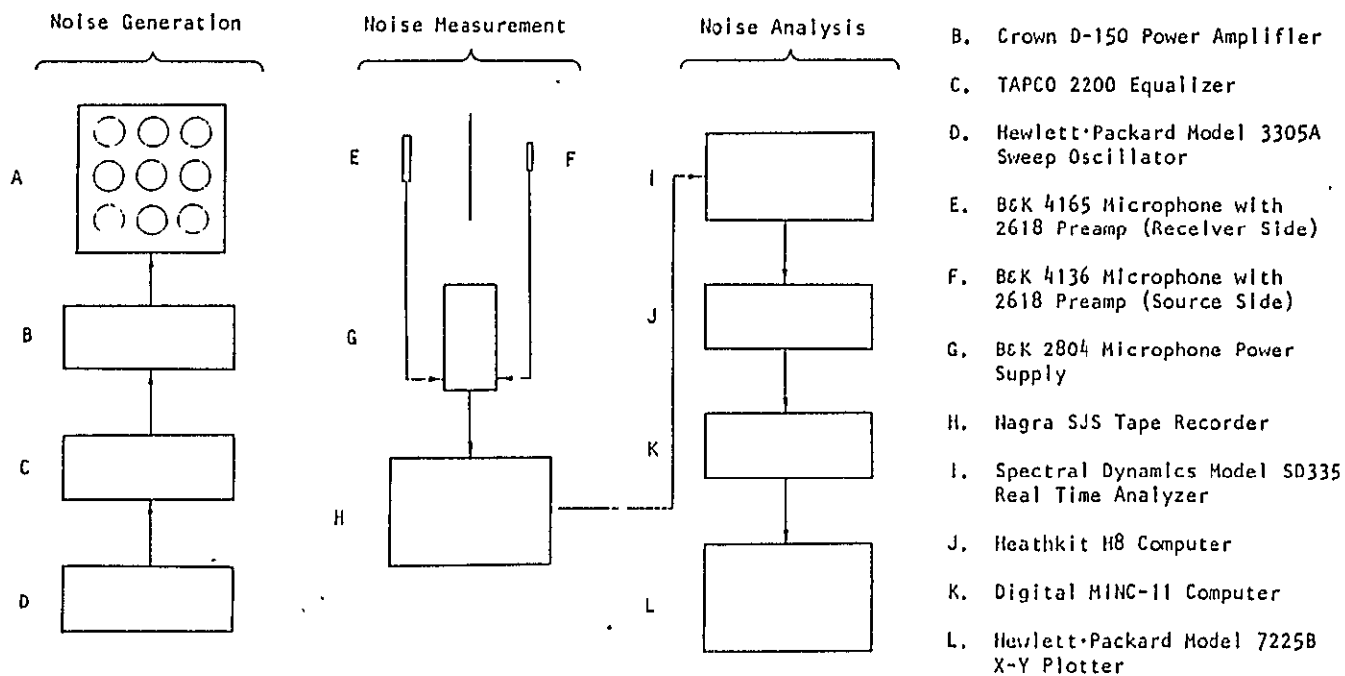 Noise Generation
Noise Measurement
Noise Analysis
A
B
C
D
E
F
G
H
I
J
K
L
B. Crown D-150 Power Amplifier
C. TAPCO 2200 Equalizer
D. Hewlett·Packard Model 3305A
Sweep Oscillator
E. B&K 4165 Microphone with
2618 Preamp (Receiver Side)
F. B&K 4136 Microphone with
2618 Preamp (Source Side)
G. B&K 2804 Microphone Power
Supply
H. Nagra SJS Tape Recorder
I. Spectral Dynamics Model SD335
Real Time Analyzer
J. Heathkit H8 Computer
K. Digital MINC-11 Computer
L. Hewlett·Packard Model 7225B
X-Y Plotter